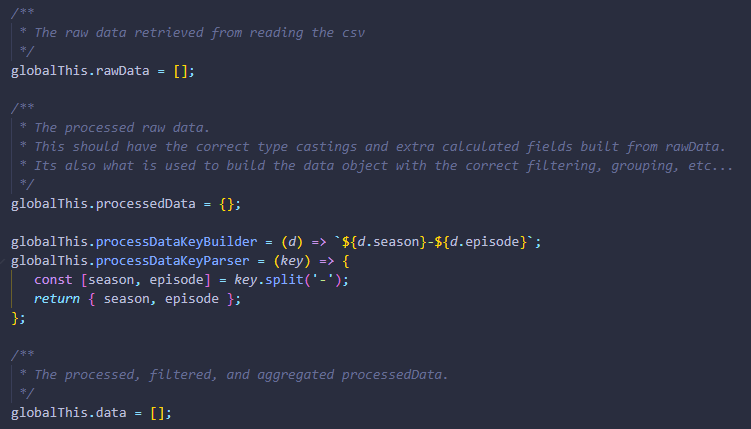 /**
 * The raw data retrieved from reading the csv
 */
globalThis.rawData = [];
/**
 * The processed raw data.
 * This should have the correct type castings and extra calculated fields built from rawData.
 * Its also what is used to build the data object with the correct filtering, grouping, etc...
 */
globalThis.processedData = {};
globalThis.processDataKeyBuilder = (d) => `${d.season}-${d.episode}`;
globalThis.processDataKeyParser = (key) => {
   const [season, episode] = key.split('-');
   return { season, episode };
};
/**
 * The processed, filtered, and aggregated processedData.
 */
globalThis.data = [];